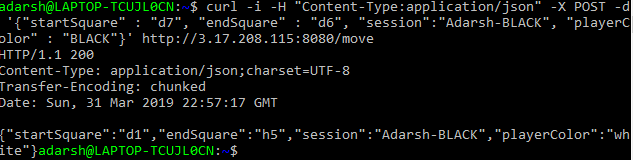 adarsh@LAPTOP-TCUJL0CN:~$ curl -i -H "Content-Type:application/json" -X POST -d
 '{"startSquare" : "d7", "endSquare" : "d6", "session":"Adarsh-BLACK", "playerC
olor" : "BLACK"}' http://3.17.208.115:8080/move
HTTP/1.1 200
Content-Type: application/json;charset=UTF-8
Transfer-Encoding: chunked
Date: Sun, 31 Mar 2019 22:57:17 GMT

{"startSquare":"d1","endSquare":"h5","session":"Adarsh-BLACK","playerColor":"wh
ite"}adarsh@LAPTOP-TCUJL0CN:~$